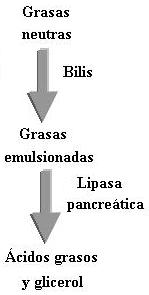 Grasas
neutras
Bilis
Grasas
emulsionadas
Lipasa
pancreática
Ácidos grasos
y glicerol